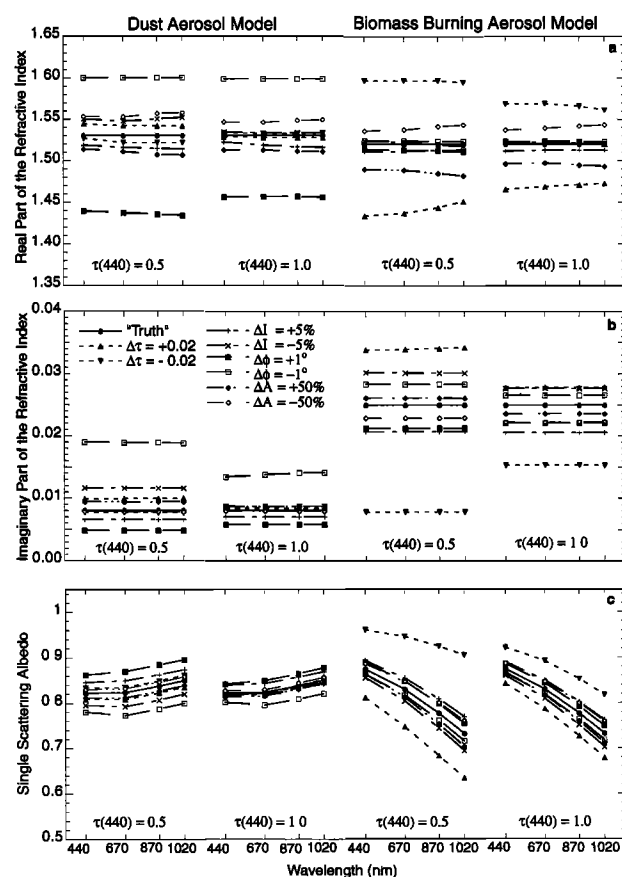 Dust Aerosol Model Biomass Burning Aerosol Model
Real Part of the Refractive Index
1.65
1.60
1.55
1.50
1.45
1.40
1.35
a
τ(440) = 0.5 τ(440) = 1.0 τ(440) = 0.5 τ(440) = 1.0
Imaginary Part of the Refractive Index
0.04
0.03
0.02
0.01
0.00
b
"Truth"
Δτ = +0.02
Δτ = - 0.02
ΔI = +5%
ΔI = -5%
Δϕ = +1°
Δϕ = -1°
ΔA = +50%
ΔA = -50%
τ(440) = 0.5 τ(440) = 1.0 τ(440) = 0.5 τ(440) = 1 0
Single Scattering Albedo
1
0.9
0.8
0.7
0.6
0.5
c
τ(440) = 0.5 τ(440) = 1 0 τ(440) = 0.5 τ(440) = 1.0
440 670 870 1020 440 670 870 1020 440 670 870 1020 440 670 870 1020
Wavelength (nm)